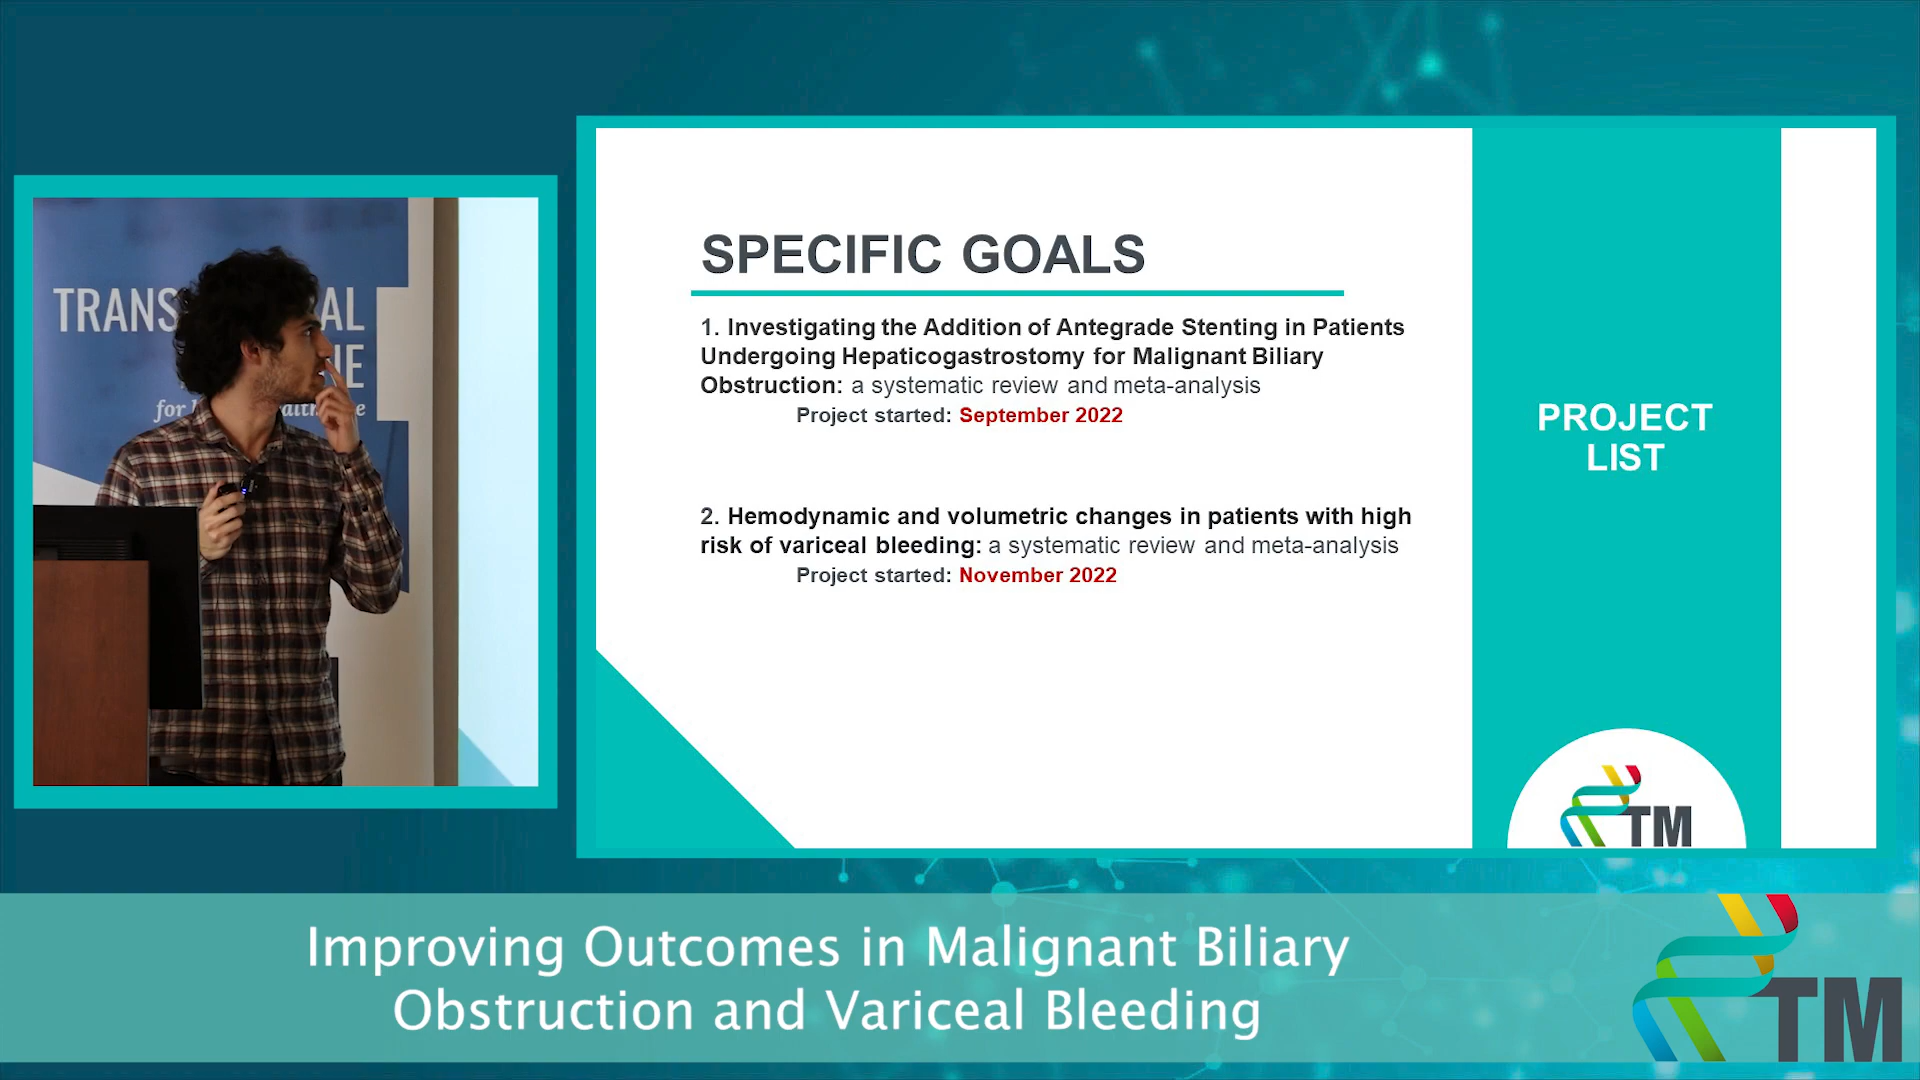 TRANS
AL
E
for
SPECIFIC GOALS
1. Investigating the Addition of Antegrade Stenting in Patients
Undergoing Hepaticogastrostomy for Malignant Biliary
Obstruction: a systematic review and meta-analysis
Project started: September 2022
2. Hemodynamic and volumetric changes in patients with high
risk of variceal bleeding: a systematic review and meta-analysis
Project started: November 2022
PROJECT
LIST
TM
Improving Outcomes in Malignant Biliary
Obstruction and Variceal Bleeding
TM